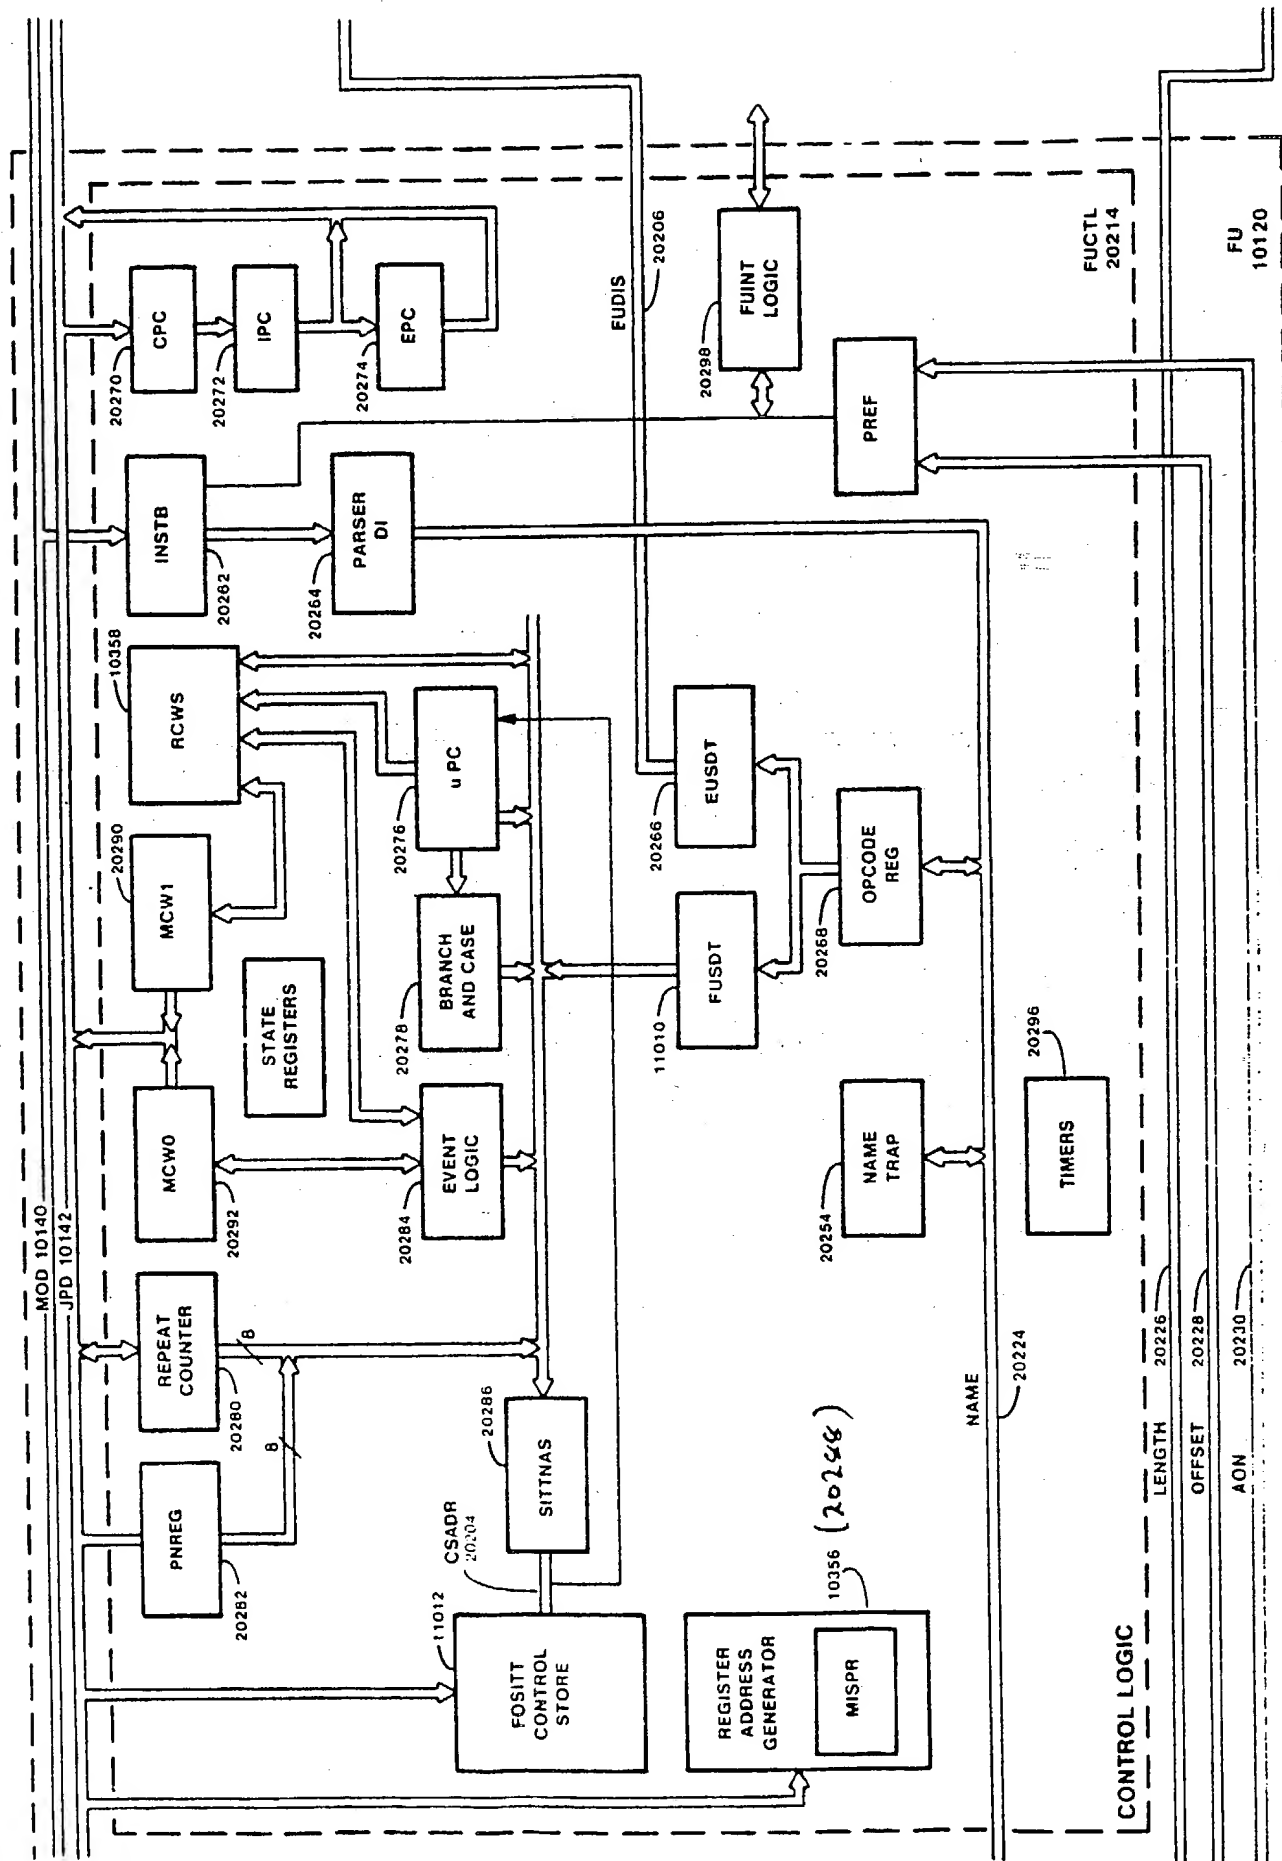 MOD 10140
JPD 10142
PNREG
20282
REPEAT
COUNTER
20280
8
8
MCW0
20292
STATE
REGISTERS
MCW1
20290
RCWS
10358
INSTB
20262
CPC
20270
IPC
20272
EPC
20274
PARSER
DI
20264
EVENT
LOGIC
20284
BRANCH
AND CASE
20278
u PC
20276
FOSITT
CONTROL
STORE
11012
CSADR
20204
SITTNAS
20286
FUSDT
11010
EUSDT
20266
FUDIS
20206
FUINT
LOGIC
20298
REGISTER
ADDRESS
GENERATOR
MISPR
10356 (20288)
NAME
TRAP
20254
OPCODE
REG
20268
PREF
NAME
20224
TIMERS
20296
FUCTL
20214
CONTROL LOGIC
LENGTH 20226
OFFSET 20228
AON 20230
FU
10120